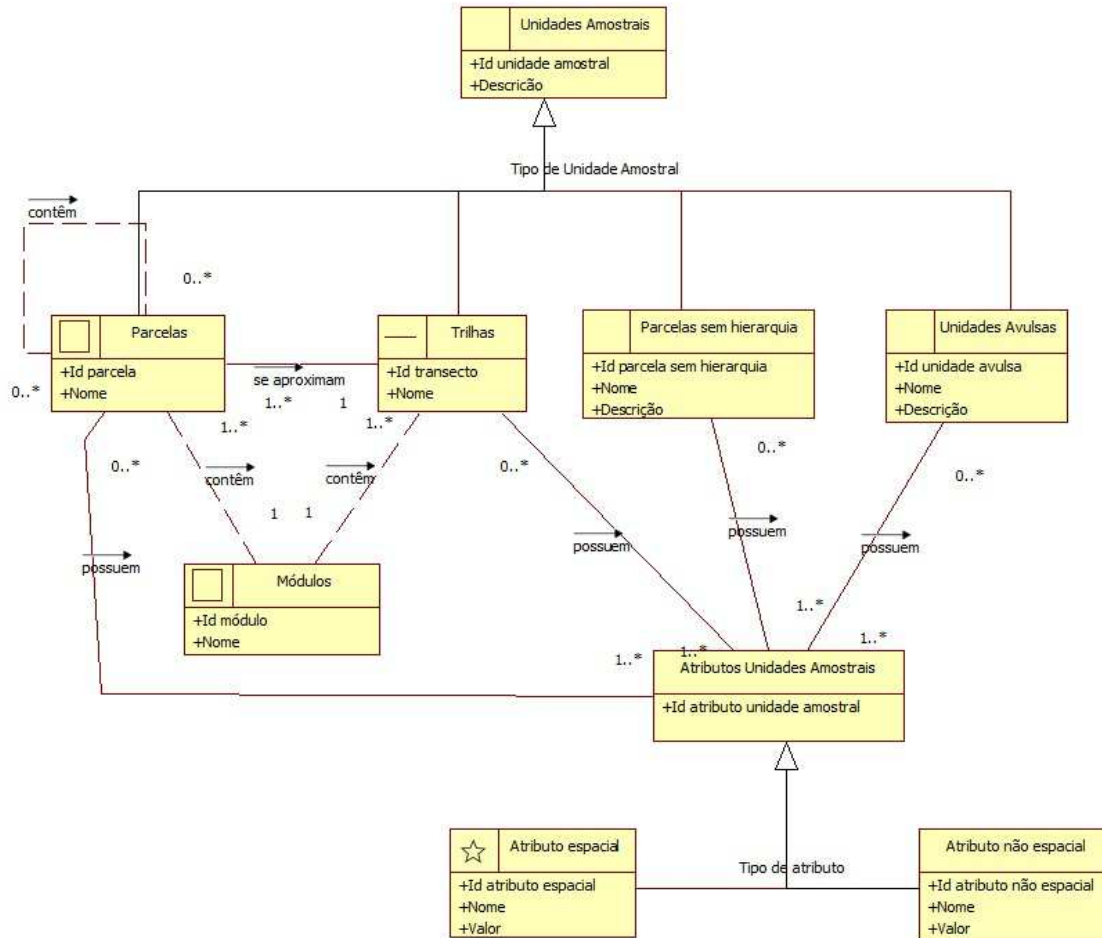 Unidades Amostrais
+Id unidade amostral
+Descricão
Tipo de Unidade Amostral
contêm
0..*
Parcelas
+Id parcela
+Nome
0..*
Trilhas
+Id transecto
+Nome
Parcelas sem hierarquia
+Id parcela sem hierarquia
+Nome
+Descrição
Unidades Avulsas
+Id unidade avulsa
+Nome
+Descrição
se aproximam
1..*
1
1..*
1..*
0..*
contêm
contêm
0..*
0..*
0..*
1
1
possuem
possuem
possuem
possuem
Módulos
+Id módulo
+Nome
1..*
1..*
1..*
1..*
Atributos Unidades Amostrais
+Id atributo unidade amostral
Tipo de atributo
Atributo espacial
+Id atributo espacial
+Nome
+Valor
Atributo não espacial
+Id atributo não espacial
+Nome
+Valor